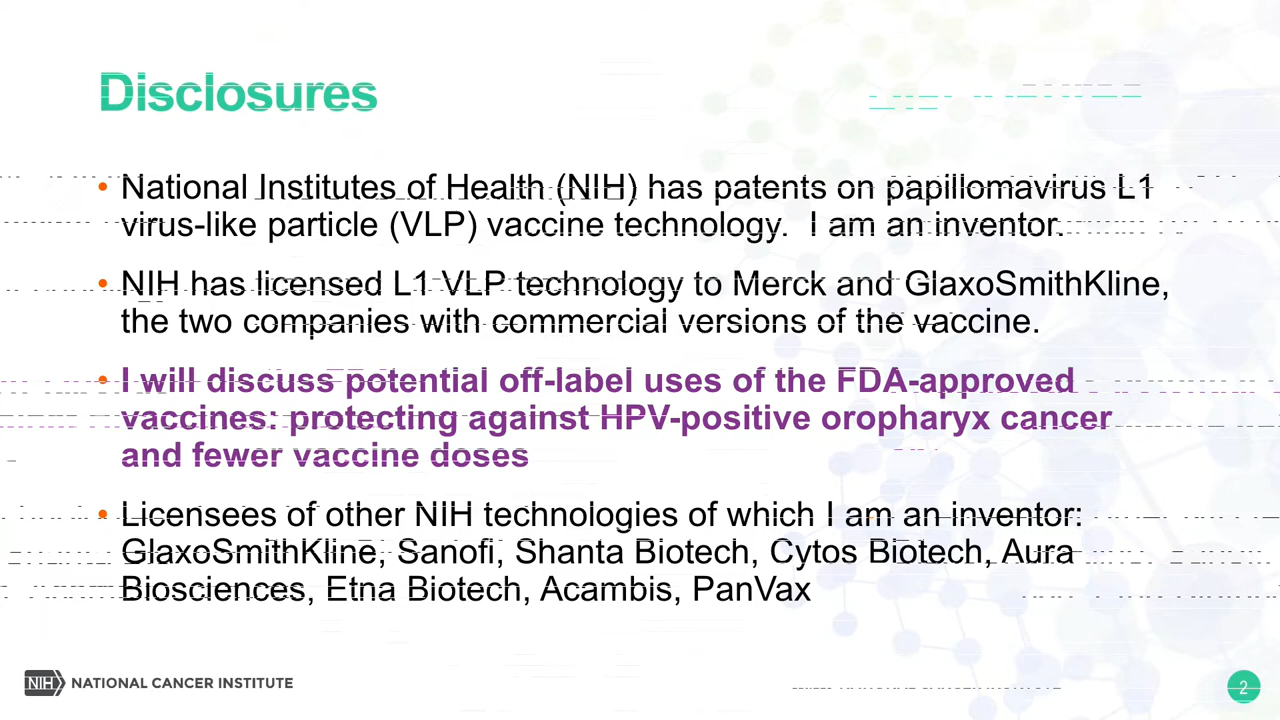 Disclosures
• National Institutes of Health (NIH) has patents on papillomavirus L1
virus-like particle (VLP) vaccine technology.  I am an inventor.
• NIH has licensed L1 VLP technology to Merck and GlaxoSmithKline,
the two companies with commercial versions of the vaccine.
• I will discuss potential off-label uses of the FDA-approved
vaccines: protecting against HPV-positive oropharyx cancer
and fewer vaccine doses
• Licensees of other NIH technologies of which I am an inventor:
GlaxoSmithKline, Sanofi, Shanta Biotech, Cytos Biotech, Aura
Biosciences, Etna Biotech, Acambis, PanVax
NIH NATIONAL CANCER INSTITUTE
2